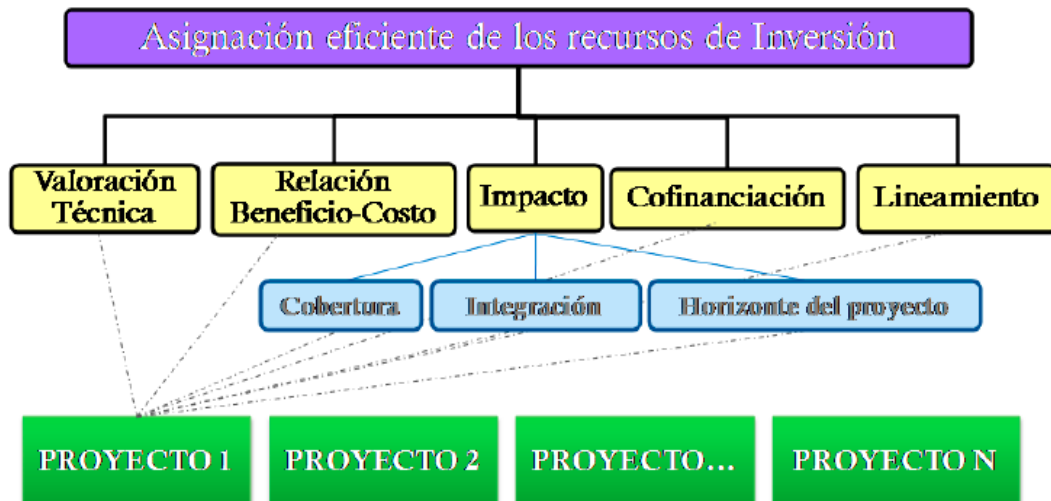 Asignación eficiente de los recursos de Inversión
Valoración
Técnica
Relación
Beneficio-Costo
Impacto
Cofinanciación
Lineamiento
Cobertura
Integración
Horizonte del proyecto
PROYECTO 1
PROYECTO 2
PROYECTO...
PROYECTO N